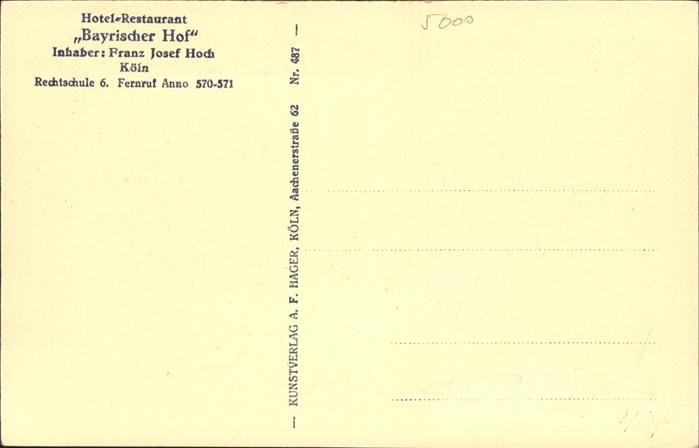 Hotel-Restaurant
„Bayrischer Hof“
Inhaber: Franz Josef Hoch
Köln
Rechtschule 6. Fernruf Anno 570-571
— KUNSTVERLAG A. F. HAGER, KÖLN, Aachenerstraße 62 Nr. 487 —
5000